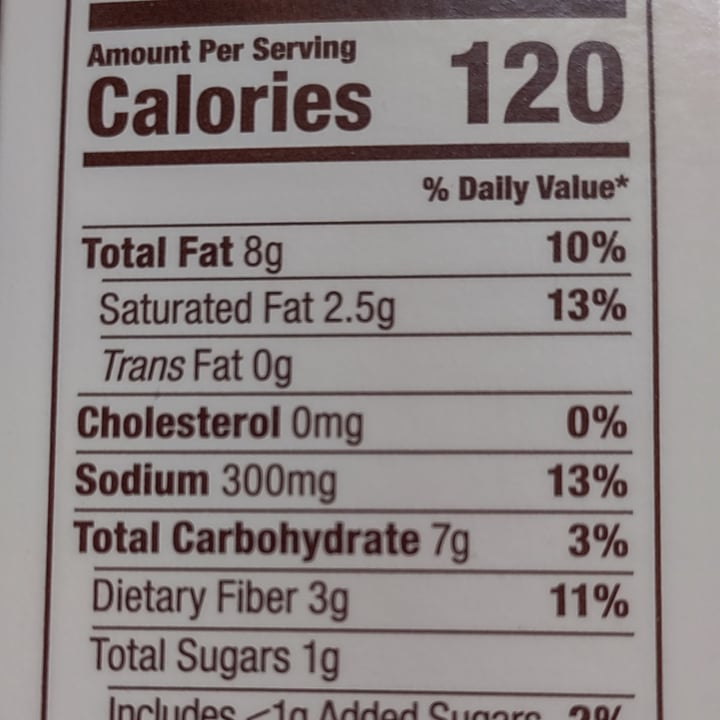 Amount Per Serving
Calories 120
% Daily Value*
Total Fat 8g 10%
Saturated Fat 2.5g 13%
Trans Fat 0g
Cholesterol 0mg 0%
Sodium 300mg 13%
Total Carbohydrate 7g 3%
Dietary Fiber 3g 11%
Total Sugars 1g
Includes <1g Added Sugars